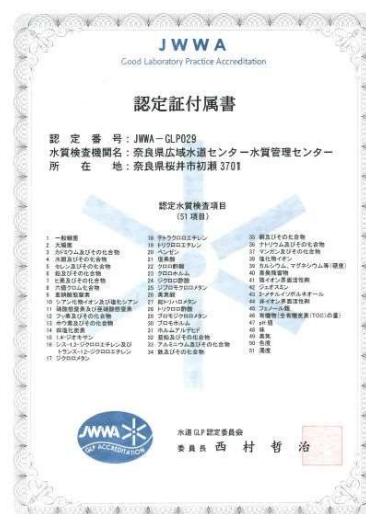 JWWA
Good Laboratory Practice Accreditation
認定証付属書
認 定 番 号：JWWA－GLP029
水質検査機関名：奈良県広域水道センター水質管理センター
所 在 地：奈良県桜井市初瀬 3701
認定水質検査項目
（51 項目）
1 一般細菌
2 大腸菌
3 カドミウム及びその化合物
4 水銀及びその化合物
5 セレン及びその化合物
6 鉛及びその化合物
7 ヒ素及びその化合物
8 六価クロム化合物
9 亜硝酸態窒素
10 シアン化物イオン及び塩化シアン
11 硝酸態窒素及び亜硝酸態窒素
12 フッ素及びその化合物
13 ホウ素及びその化合物
14 四塩化炭素
15 1,4-ジオキサン
16 シス-1,2-ジクロロエチレン及び
トランス-1,2-ジクロロエチレン
17 ジクロロメタン
18 テトラクロロエチレン
19 トリクロロエチレン
20 ベンゼン
21 塩素酸
22 クロロ酢酸
23 クロロホルム
24 ジクロロ酢酸
25 ジブロモクロロメタン
26 臭素酸
27 総トリハロメタン
28 トリクロロ酢酸
29 ブロモジクロロメタン
30 ブロモホルム
31 ホルムアルデヒド
32 亜鉛及びその化合物
33 アルミニウム及びその化合物
34 鉄及びその化合物
35 銅及びその化合物
36 ナトリウム及びその化合物
37 マンガン及びその化合物
38 塩化物イオン
39 カルシウム、マグネシウム等（硬度）
40 蒸発残留物
41 陰イオン界面活性剤
42 ジェオスミン
43 2-メチルイソボルネオール
44 非イオン界面活性剤
45 フェノール類
46 有機物（全有機炭素（TOC）の量）
47 pH 値
48 味
49 臭気
50 色度
51 濁度
JWWA
GLP ACCREDITATION
水道 GLP 認定委員会
委員長 西 村 哲 治